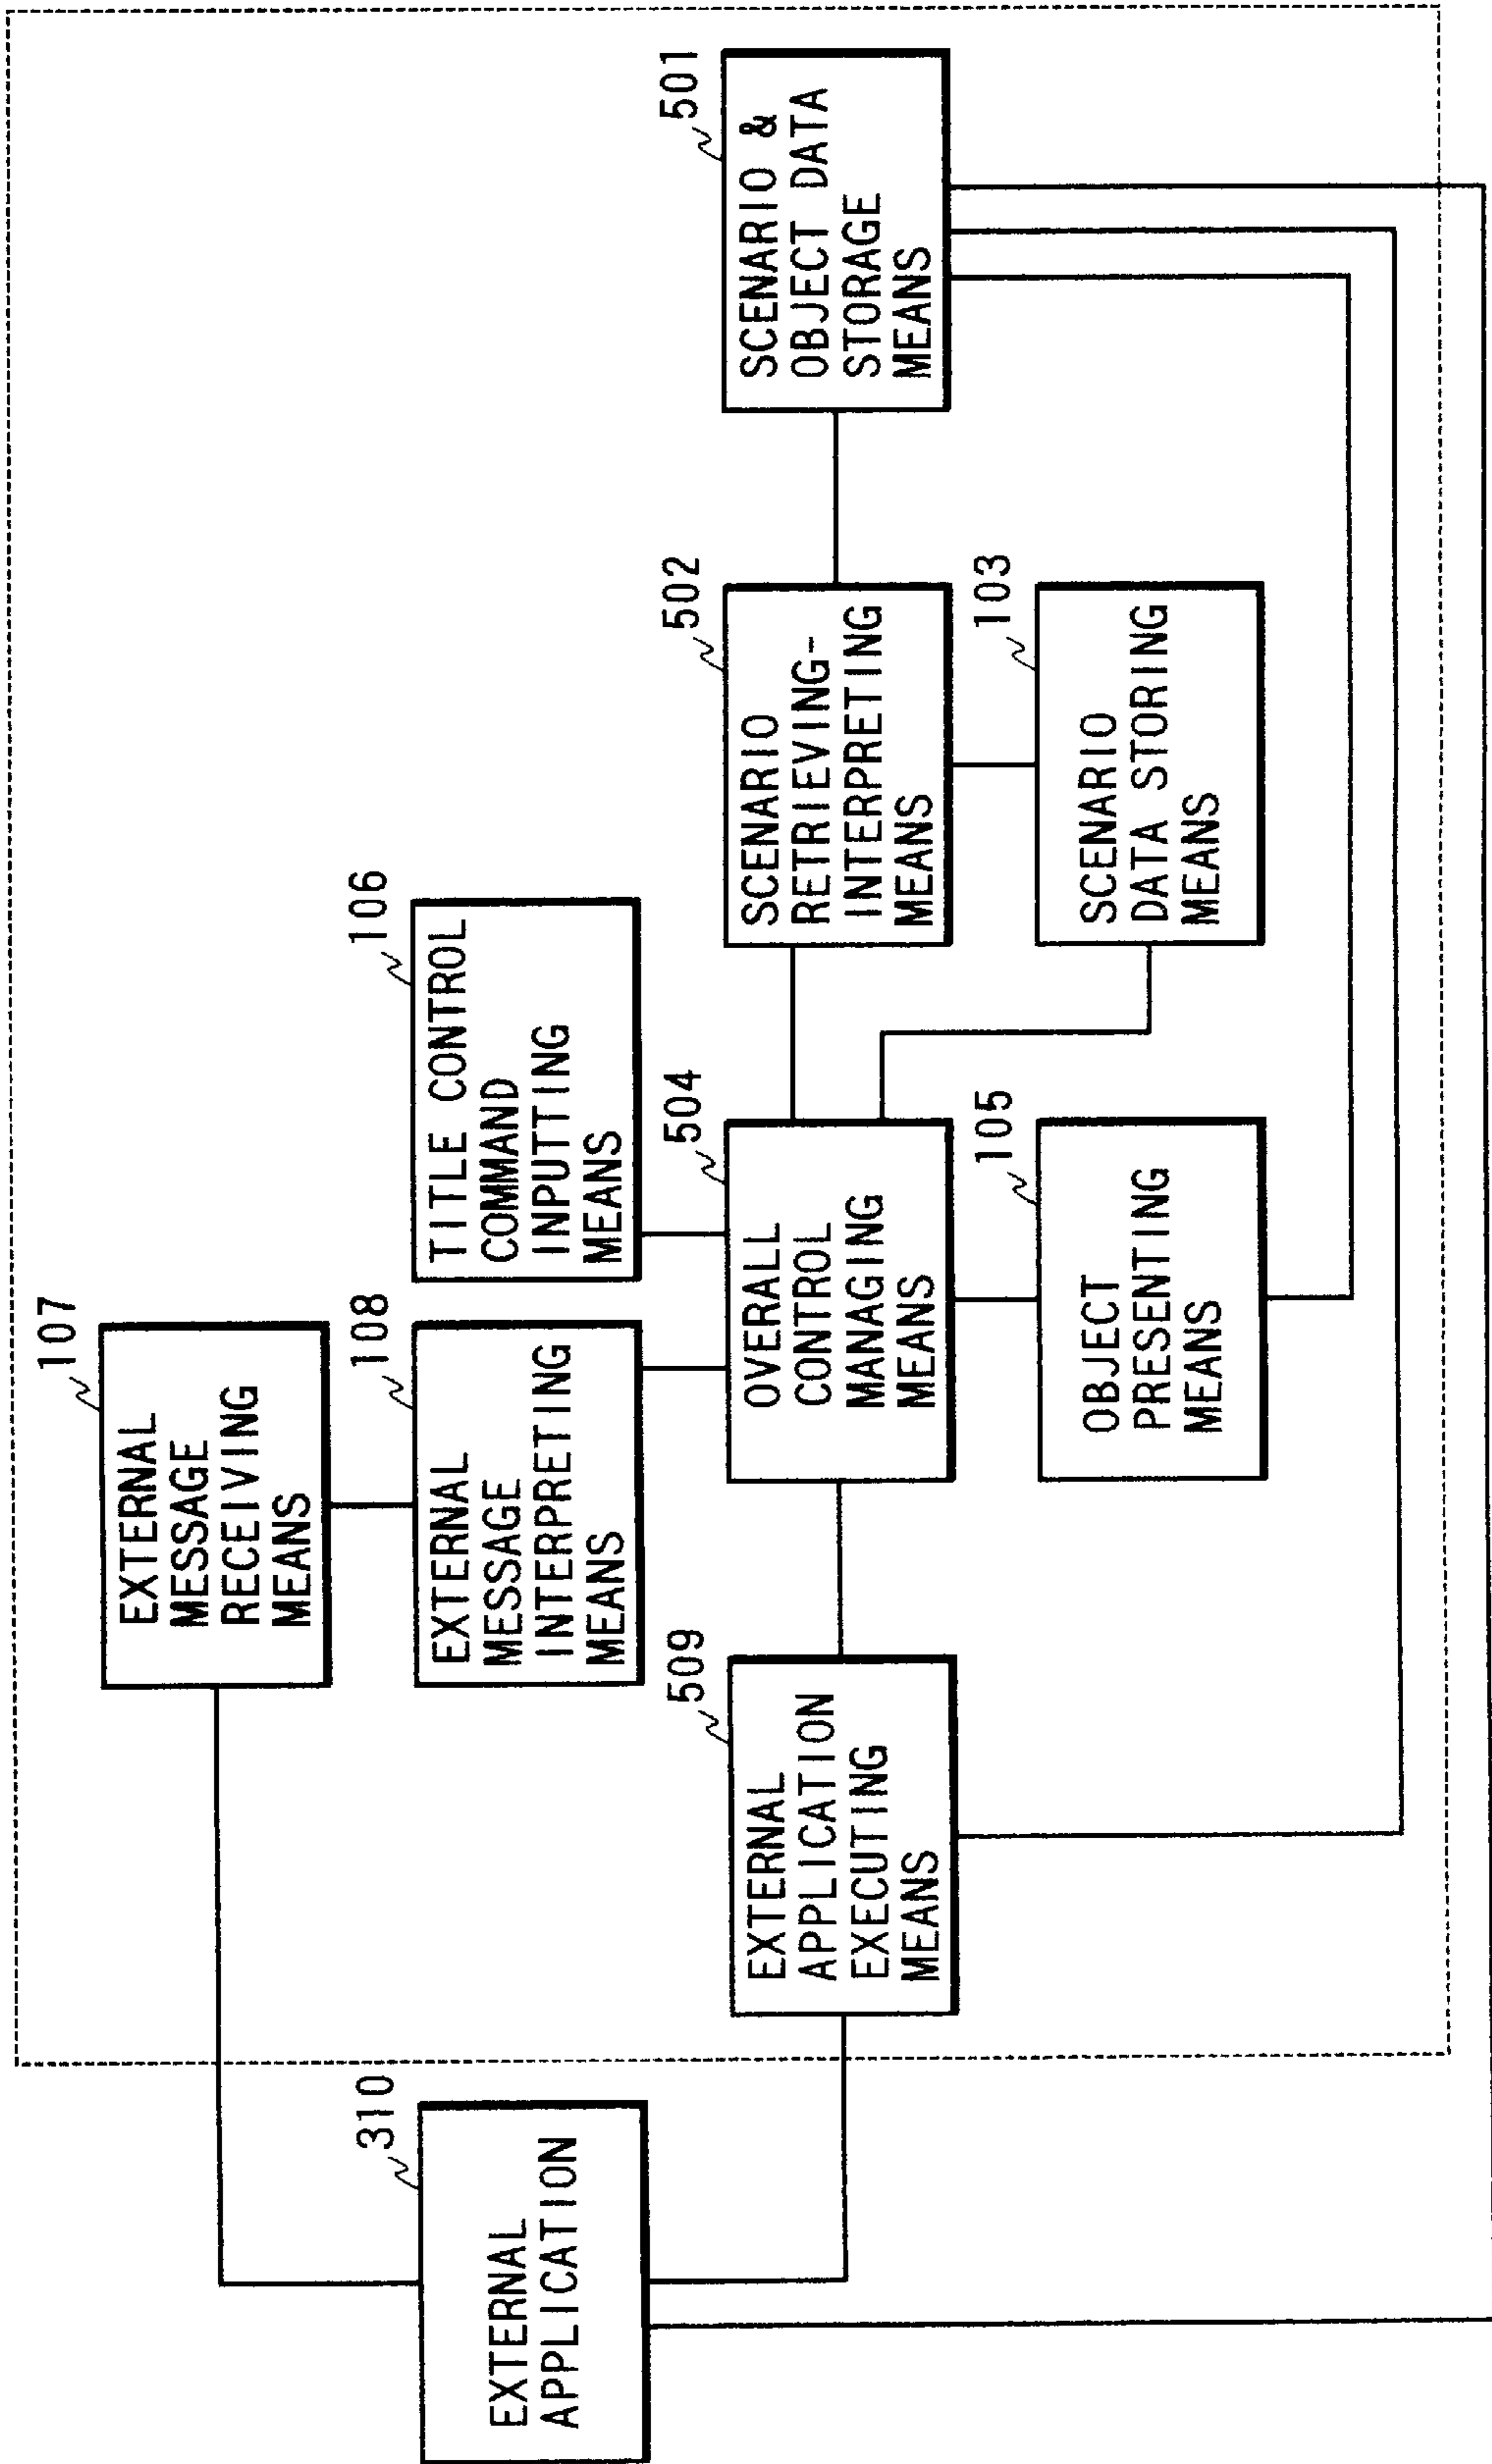 107
EXTERNAL
MESSAGE
RECEIVING
MEANS
310
EXTERNAL
APPLICATION
108
EXTERNAL
MESSAGE
INTERPRETING
MEANS
106
TITLE CONTROL
COMMAND
INPUTTING
MEANS
509
EXTERNAL
APPLICATION
EXECUTING
MEANS
504
OVERALL
CONTROL
MANAGING
MEANS
502
SCENARIO
RETRIEVING-
INTERPRETING
MEANS
501
SCENARIO &
OBJECT DATA
STORAGE
MEANS
105
OBJECT
PRESENTING
MEANS
103
SCENARIO
DATA STORING
MEANS